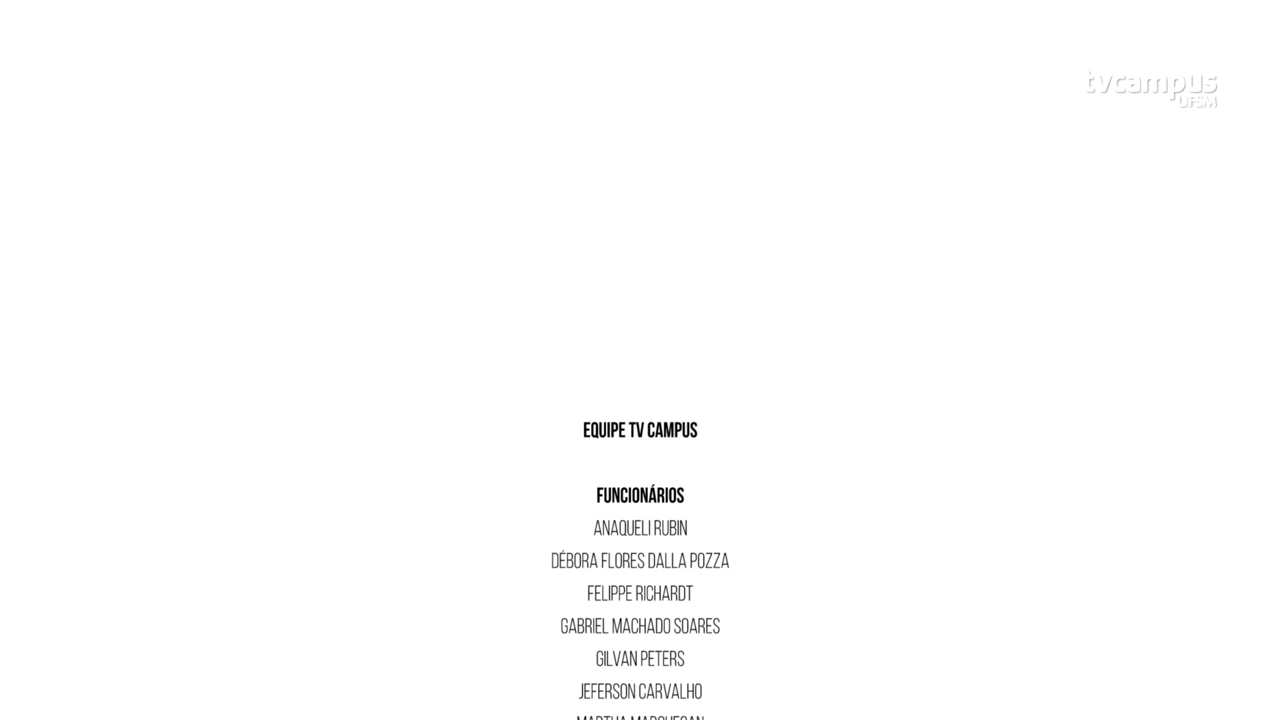 tvcampus
UFSM
EQUIPE TV CAMPUS
FUNCIONÁRIOS
ANAQUELI RUBIN
DÉBORA FLORES DALLA POZZA
FELIPPE RICHARDT
GABRIEL MACHADO SOARES
GILVAN PETERS
JEFERSON CARVALHO